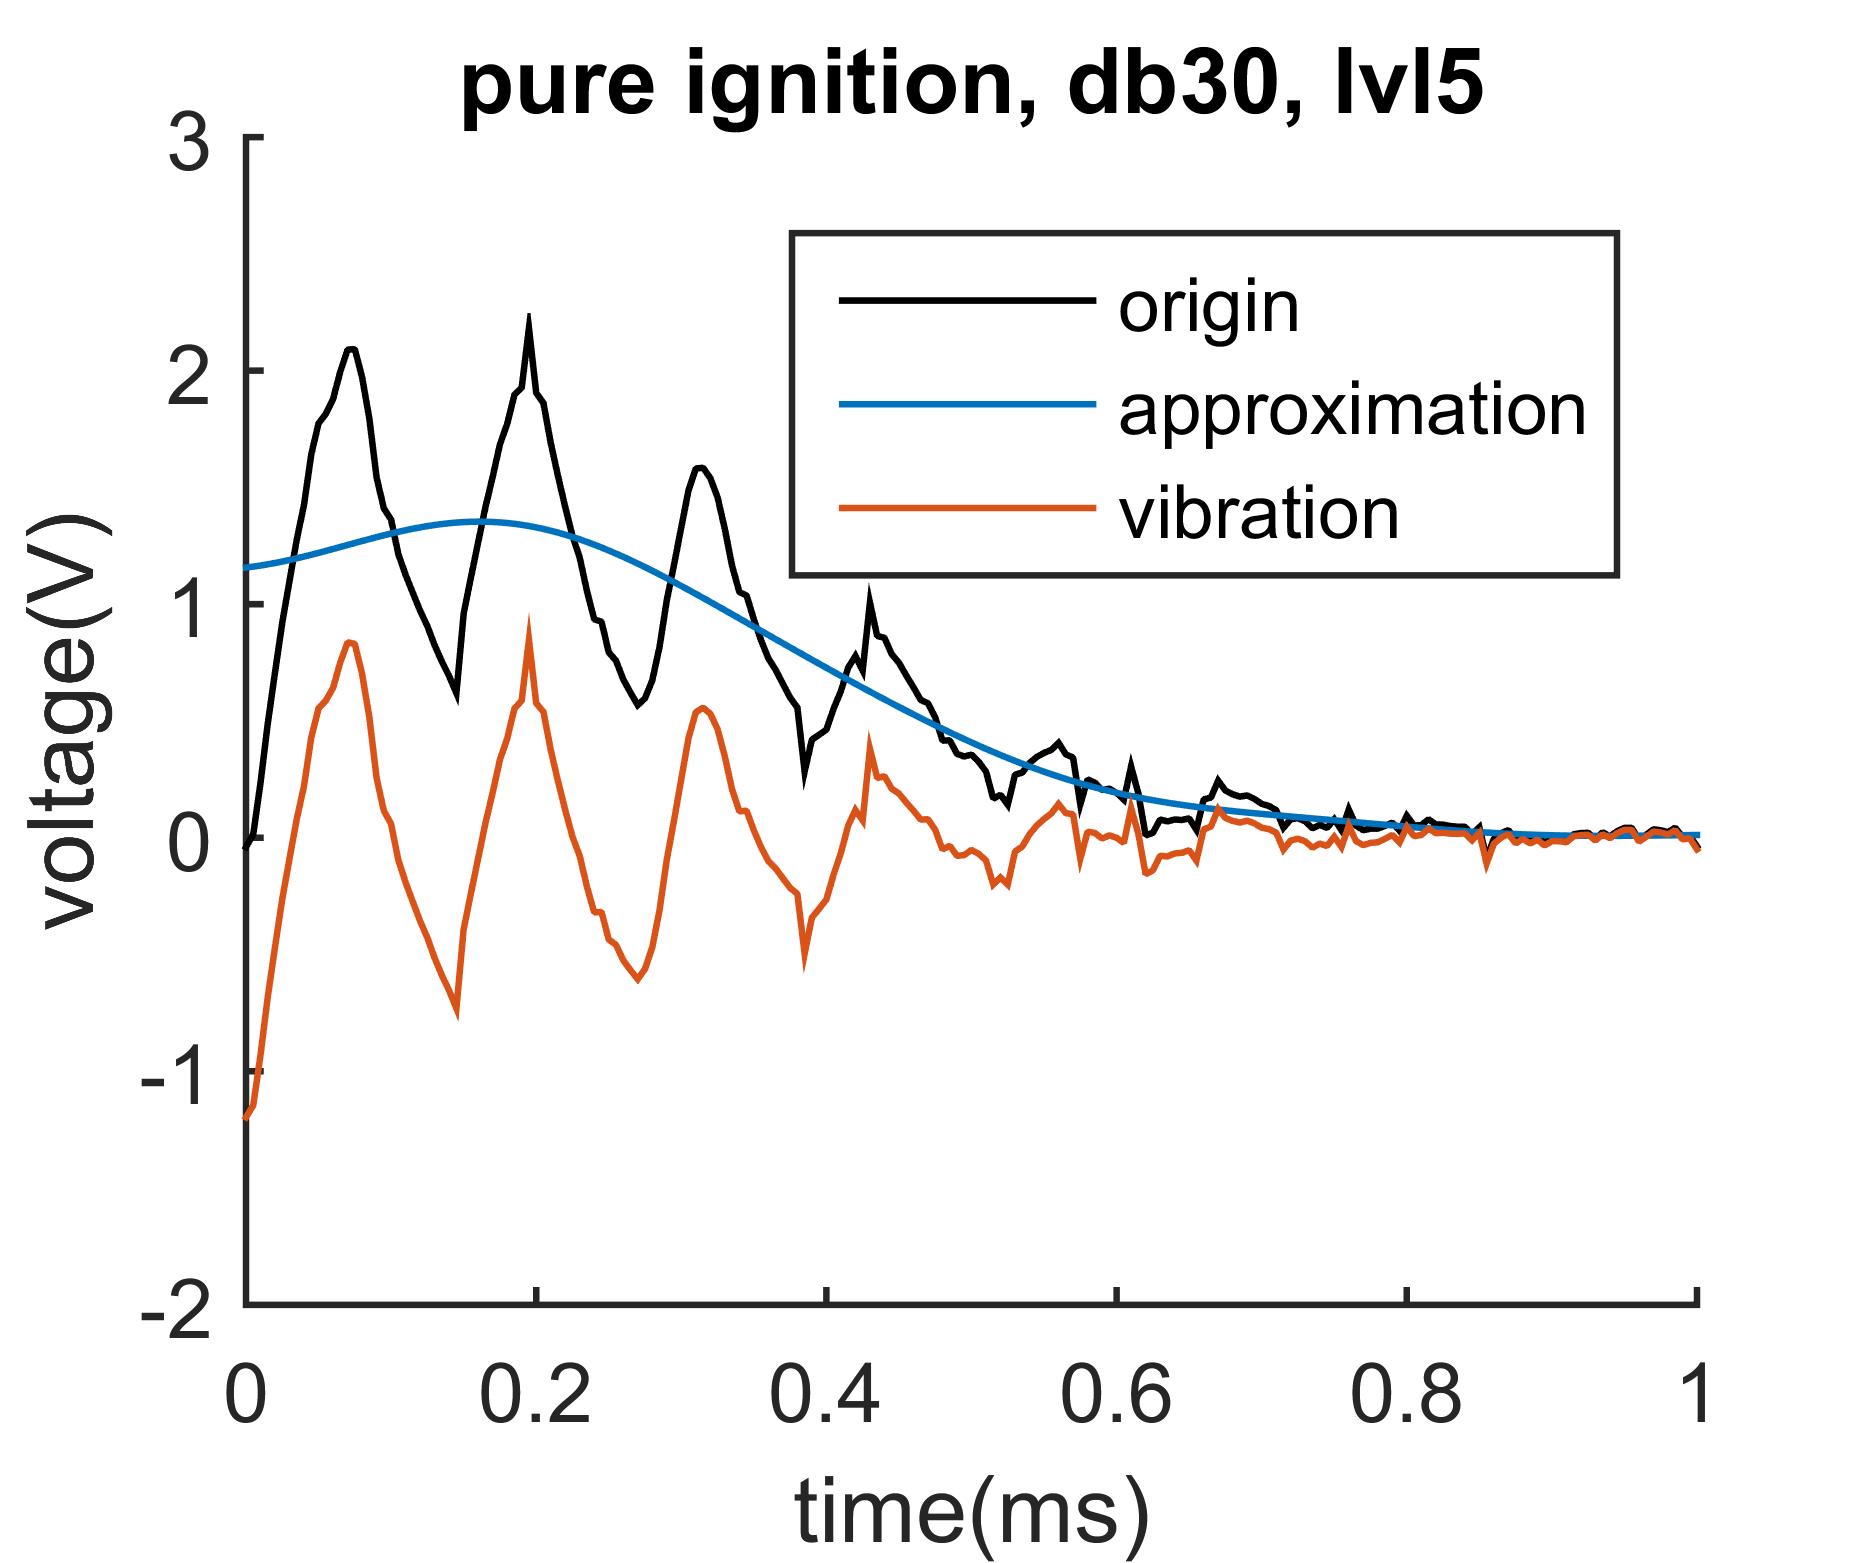 pure ignition, db30, lvl5
3
2
1
0
-1
-2
voltage(V)
origin
approximation
vibration
0 0.2 0.4 0.6 0.8 1
time(ms)